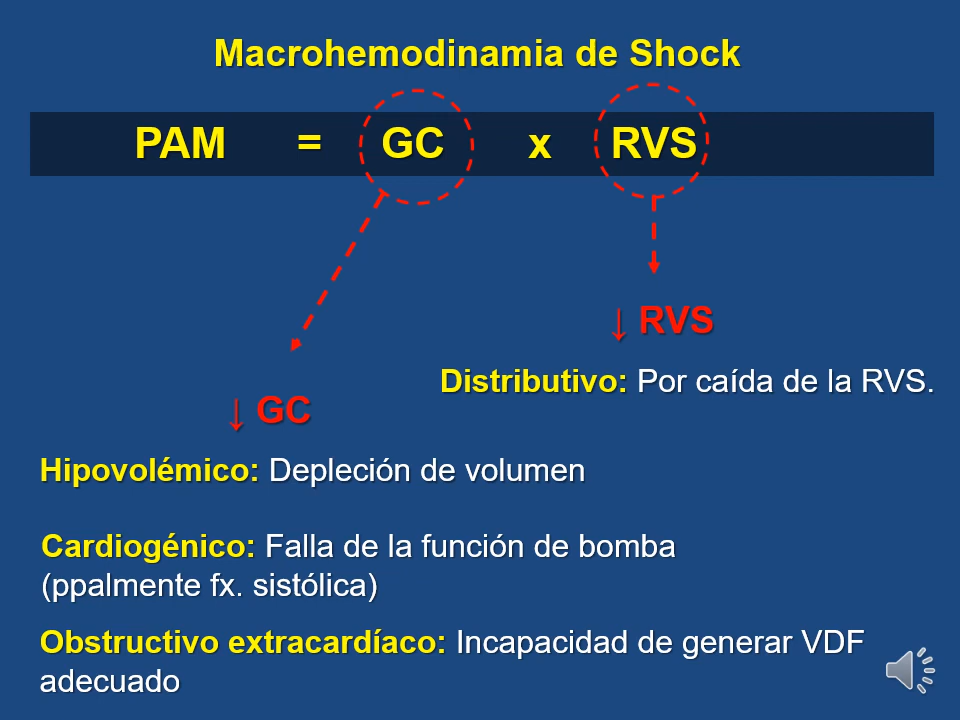 Macrohemodinamia de Shock
PAM = GC x RVS
↓ RVS
Distributivo: Por caída de la RVS.
↓ GC
Hipovolémico: Depleción de volumen
Cardiogénico: Falla de la función de bomba
(ppalmente fx. sistólica)
Obstructivo extracardíaco: Incapacidad de generar VDF
adecuado